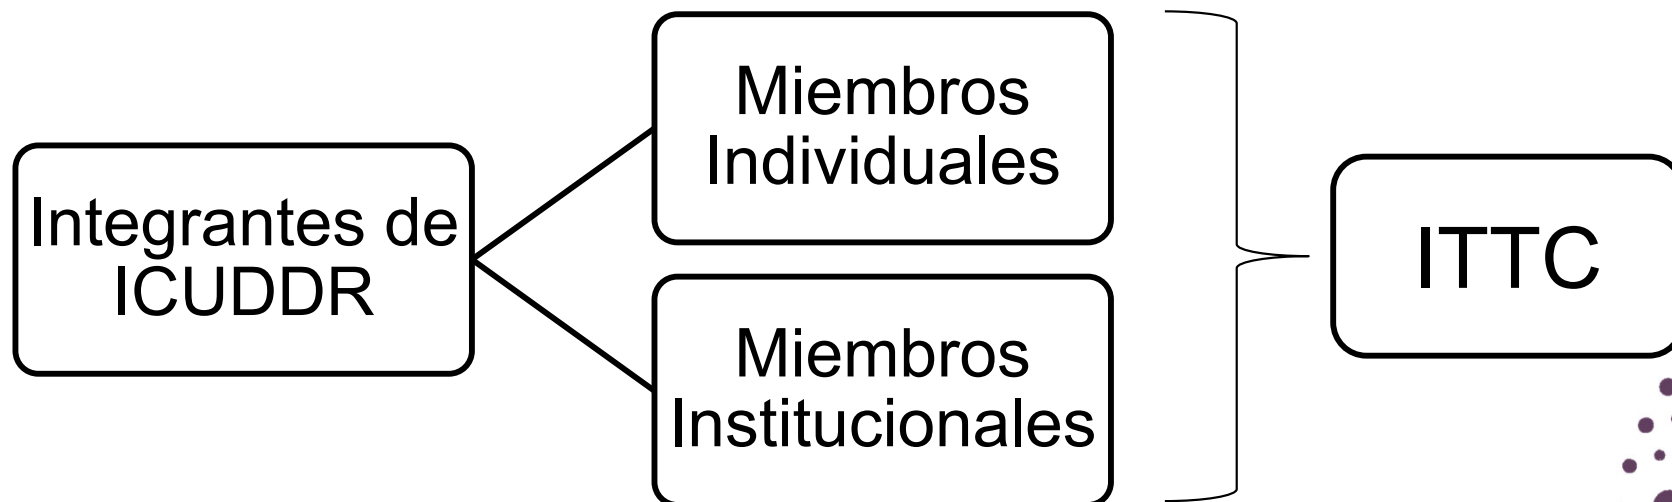 Integrantes de
ICUDDR
Miembros
Individuales
Miembros
Institucionales
ITTC